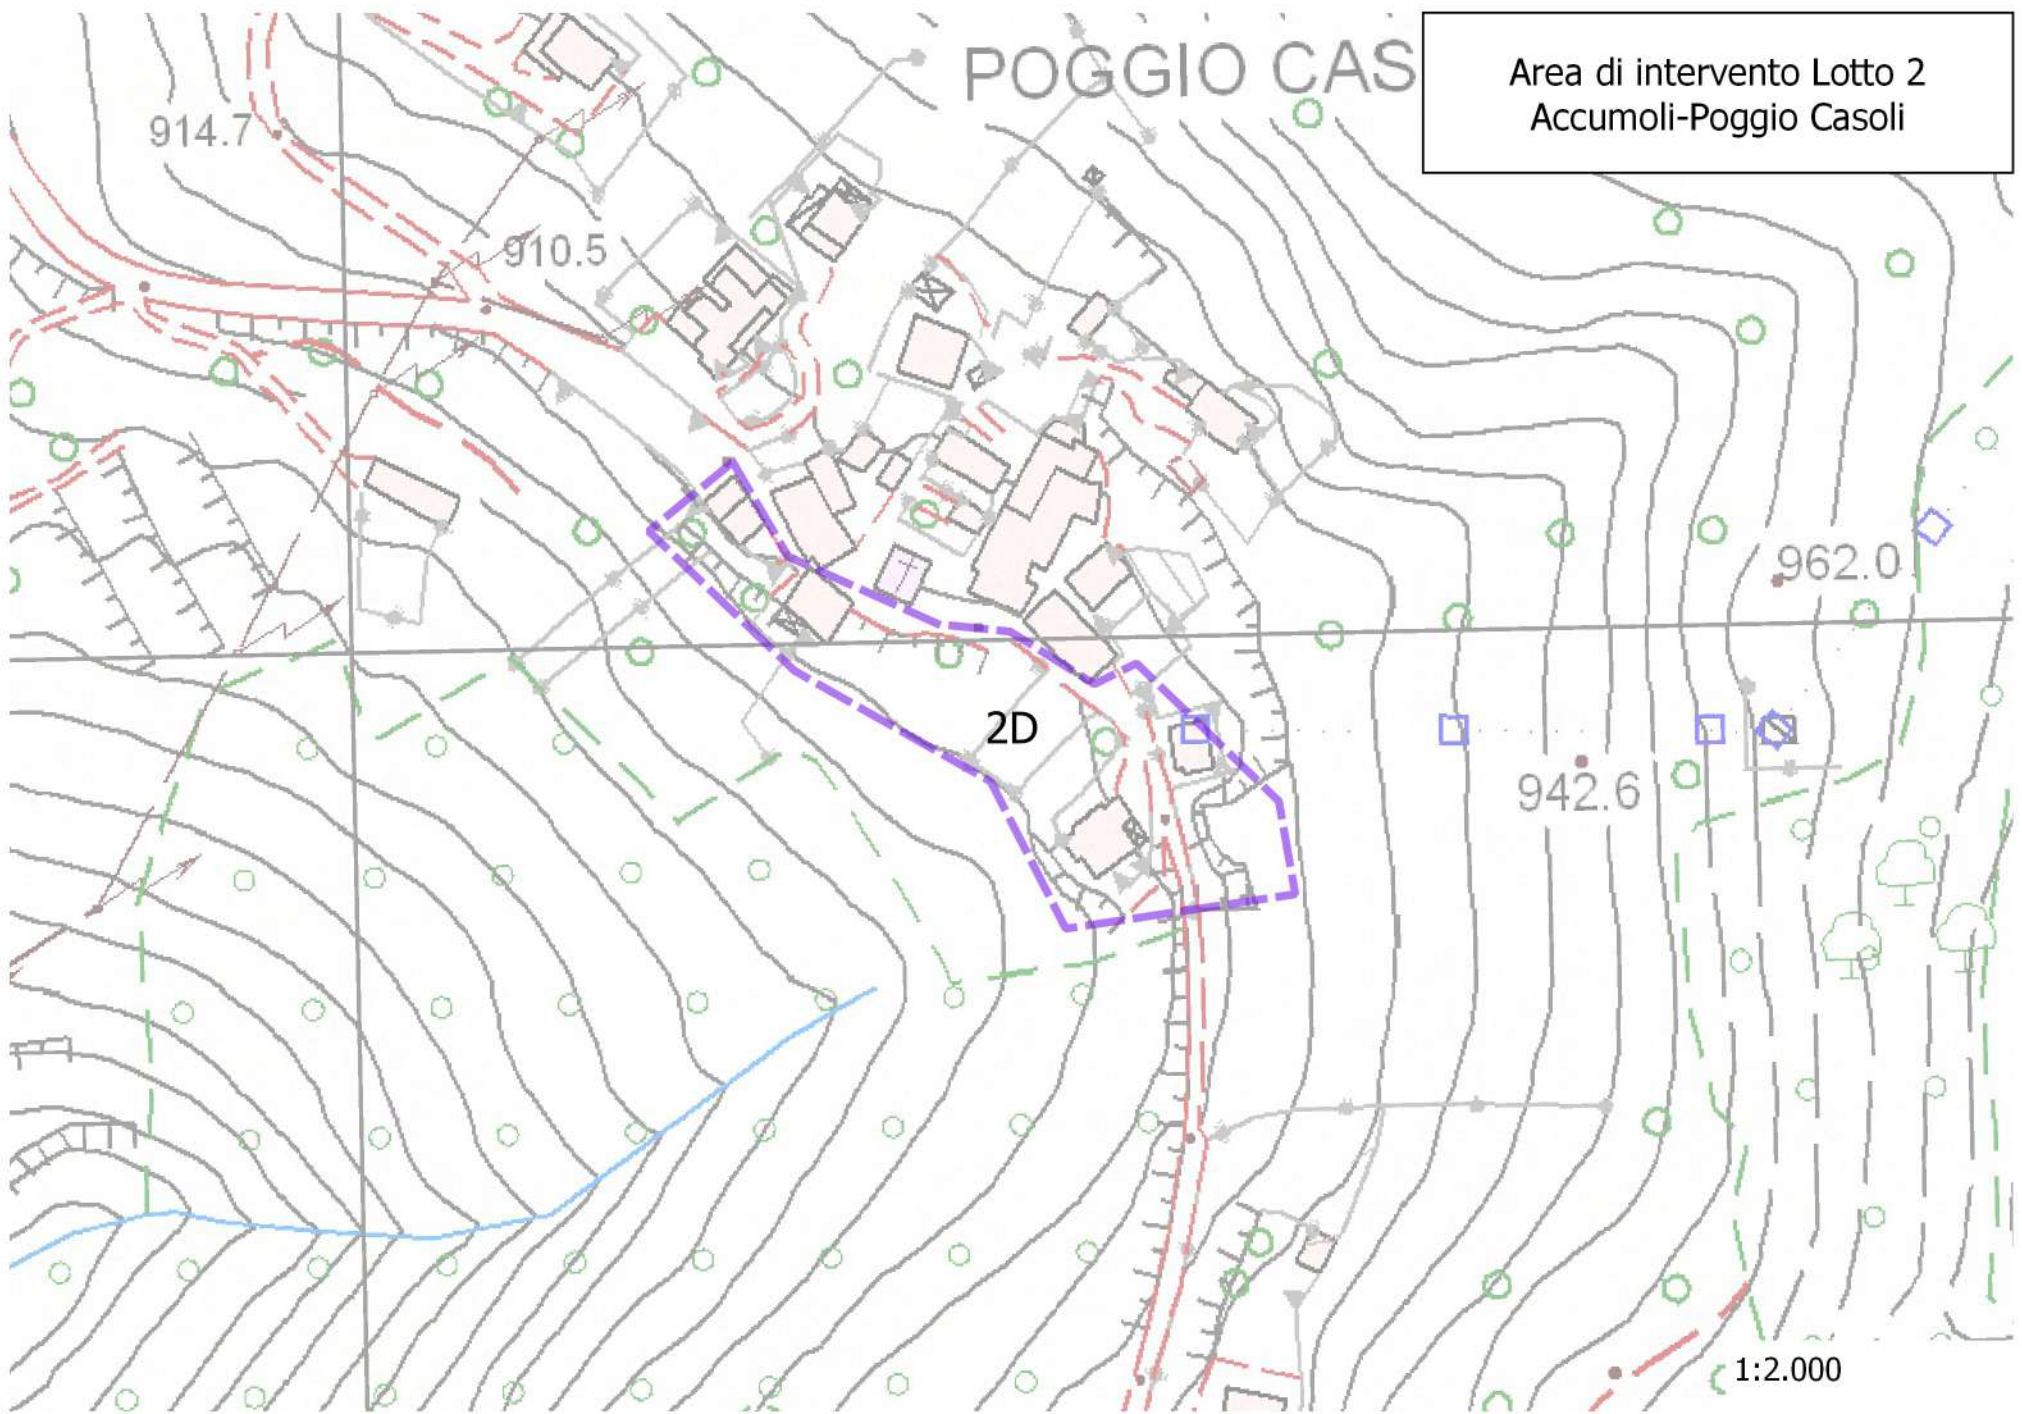 POGGIO CAS
Area di intervento Lotto 2
Accumoli-Poggio Casoli
914.7
910.5
962.0
2D
942.6
1:2.000